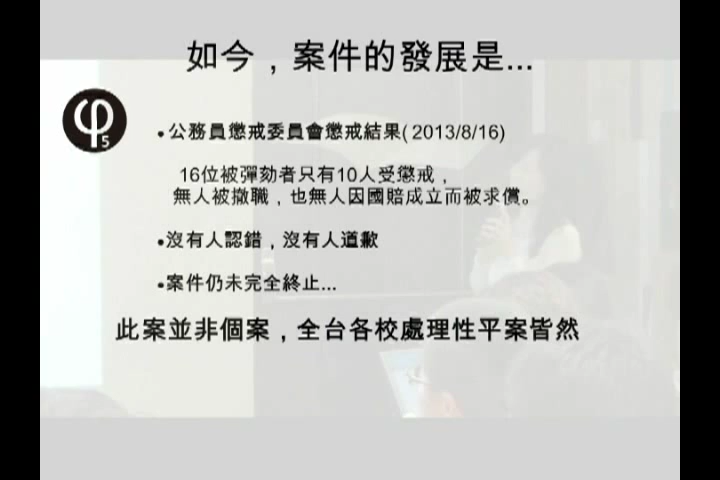 如今，案件的發展是...
φ5
•公務員懲戒委員會懲戒結果( 2013/8/16)
16位被彈劾者只有10人受懲戒，
無人被撤職，也無人因國賠成立而被求償。
•沒有人認錯，沒有人道歉
•案件仍未完全終止...
此案並非個案，全台各校處理性平案皆然